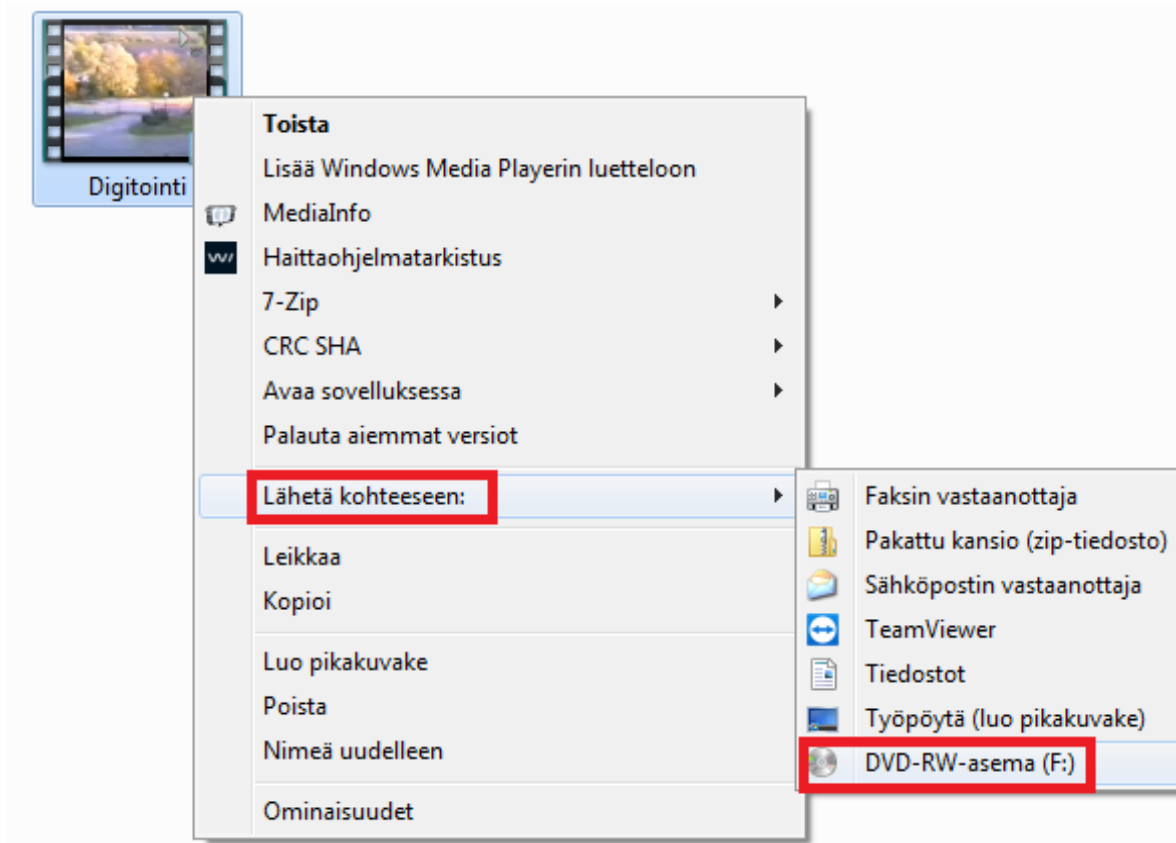 Digitointi
Toista
Lisää Windows Media Playerin luetteloon
MediaInfo
Haittaohjelmatarkistus
7-Zip
CRC SHA
Avaa sovelluksessa
Palauta aiemmat versiot
Lähetä kohteeseen:
Leikkaa
Kopioi
Luo pikakuvake
Poista
Nimeä uudelleen
Ominaisuudet
Faksin vastaanottaja
Pakattu kansio (zip-tiedosto)
Sähköpostin vastaanottaja
TeamViewer
Tiedostot
Työpöytä (luo pikakuvake)
DVD-RW-asema (F:)